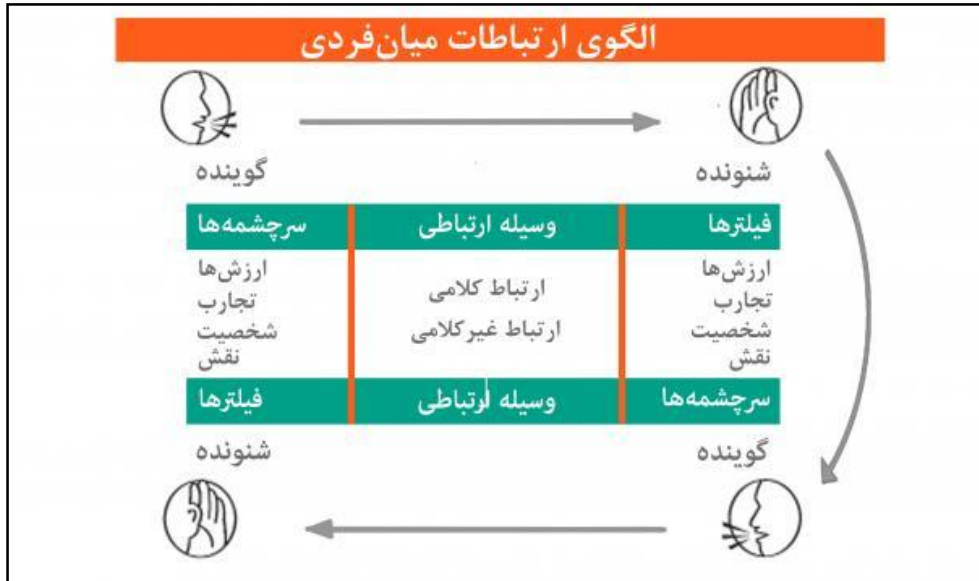 الگوی ارتباطات میان‌فردی
شنونده
گوینده
فیلترها
وسیله ارتباطی
سرچشمه‌ها
ارزش‌ها
تجارب
شخصیت
نقش
ارتباط کلامی
ارتباط غیرکلامی
ارزش‌ها
تجارب
شخصیت
نقش
سرچشمه‌ها
وسیله ارتباطی
فیلترها
گوینده
شنونده